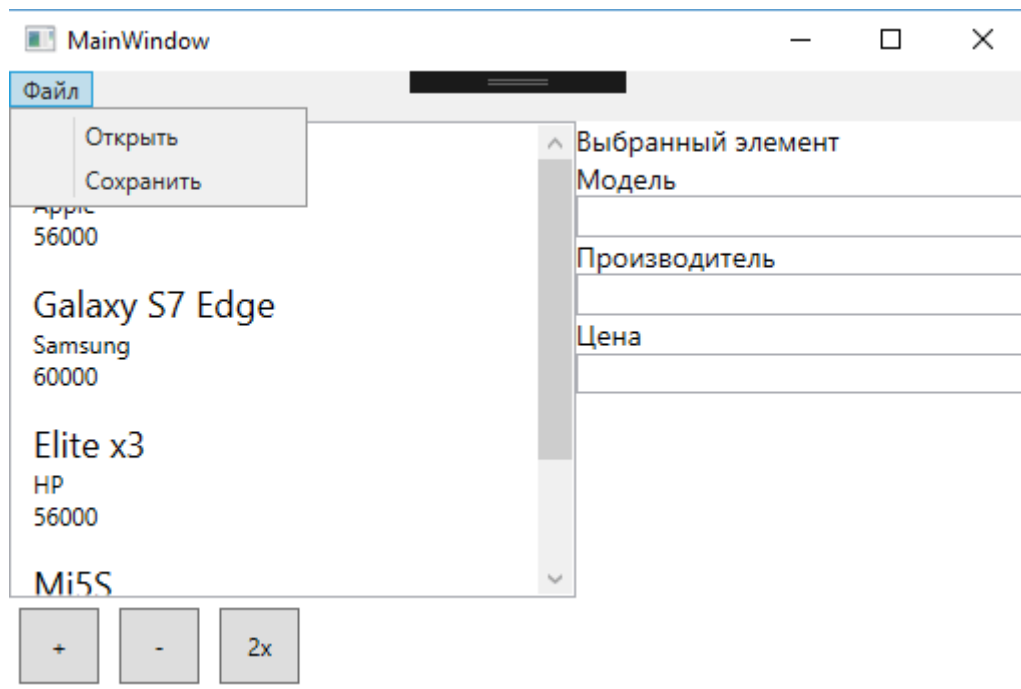 MainWindow
Файл
Открыть
Сохранить
Apple
56000
Galaxy S7 Edge
Samsung
60000
Elite x3
HP
56000
Mi5S
+ - 2x
Выбранный элемент
Модель
Производитель
Цена